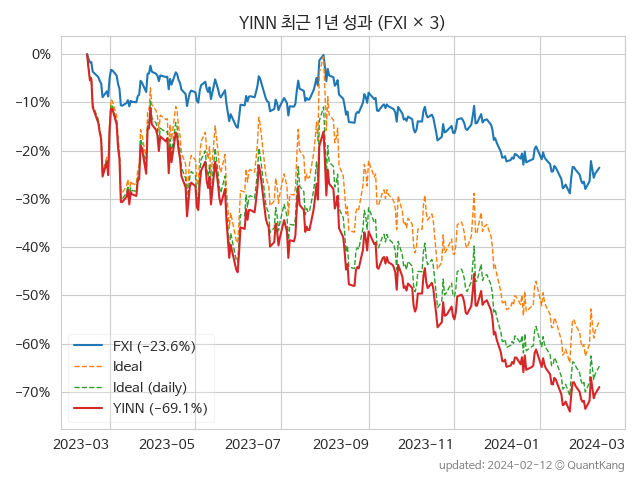 YINN 최근 1년 성과 (FXI × 3)
0%
−10%
−20%
−30%
−40%
−50%
−60%
−70%
FXI (−23.6%)
Ideal
Ideal (daily)
YINN (−69.1%)
2023−03
2023−05
2023−07
2023−09
2023−11
2024−01
2024−03
updated: 2024−02−12 © QuantKang